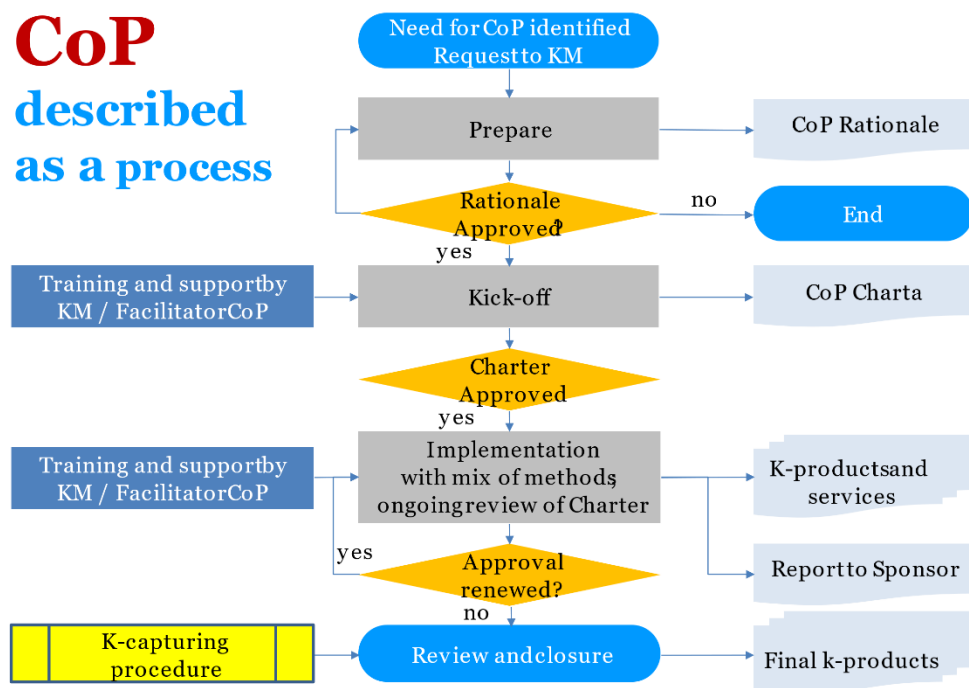 CoP
described
as a process
Need for CoP identified
Request to KM
Prepare
CoP Rationale
Rationale
Approved?
no
End
yes
Training and support by
KM / Facilitator CoP
Kick-off
CoP Charta
Charter
Approved
yes
Training and support by
KM / Facilitator CoP
Implementation
with mix of methods,
ongoing review of Charter
K-products and
services
yes
Approval
renewed?
Report to Sponsor
no
K-capturing
procedure
Review and closure
Final k-products